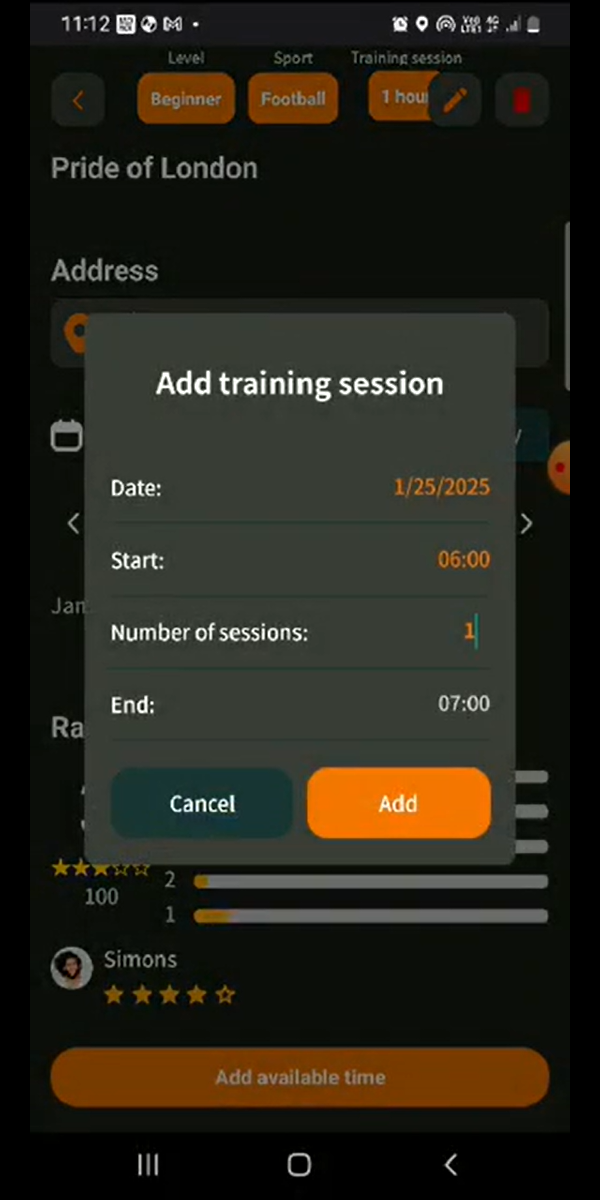 11:12
Level Sport Training session
Beginner Football 1 hou
Pride of London
Address
Add training session
Date: 1/25/2025
Start: 06:00
Jan
Number of sessions: 1
End: 07:00
Ra
Cancel Add
2
100
1
Simons
Add available time